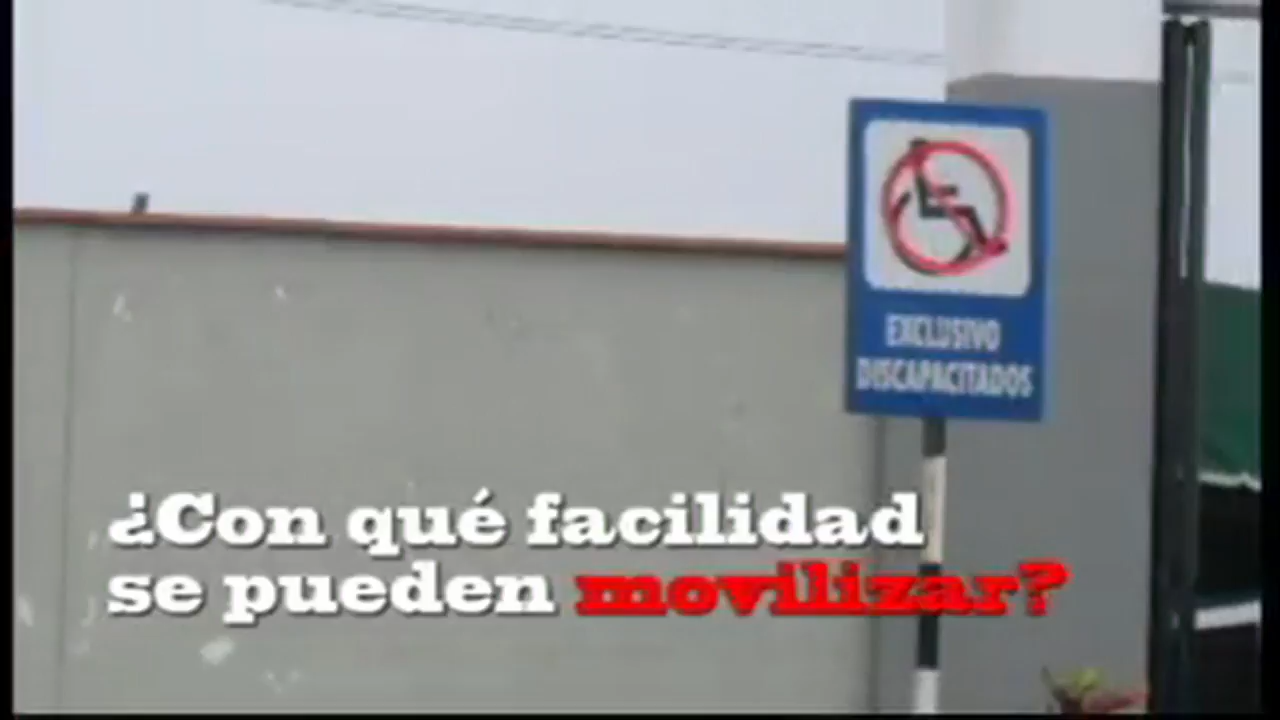 EXCLUSIVO
DISCAPACITADOS
¿Con qué facilidad
se pueden movilizar?